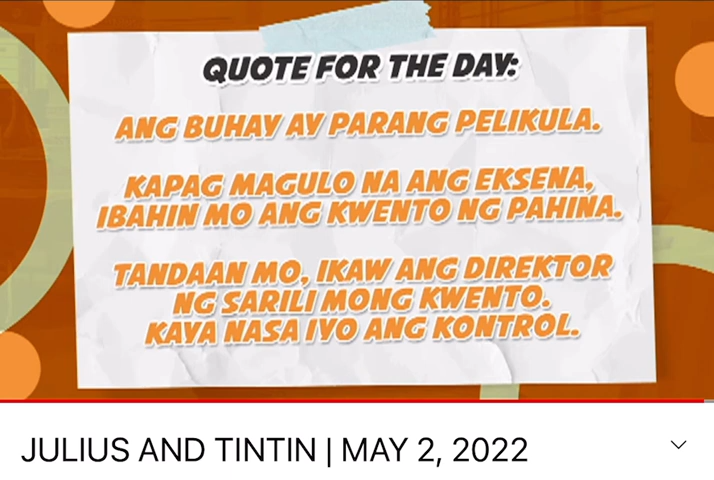 QUOTE FOR THE DAY:
ANG BUHAY AY PARANG PELIKULA.
KAPAG MAGULO NA ANG EKSENA,
IBAHIN MO ANG KWENTO NG PAHINA.
TANDAAN MO, IKAW ANG DIREKTOR
NG SARILI MONG KWENTO.
KAYA NASA IYO ANG KONTROL.
JULIUS AND TINTIN | MAY 2, 2022